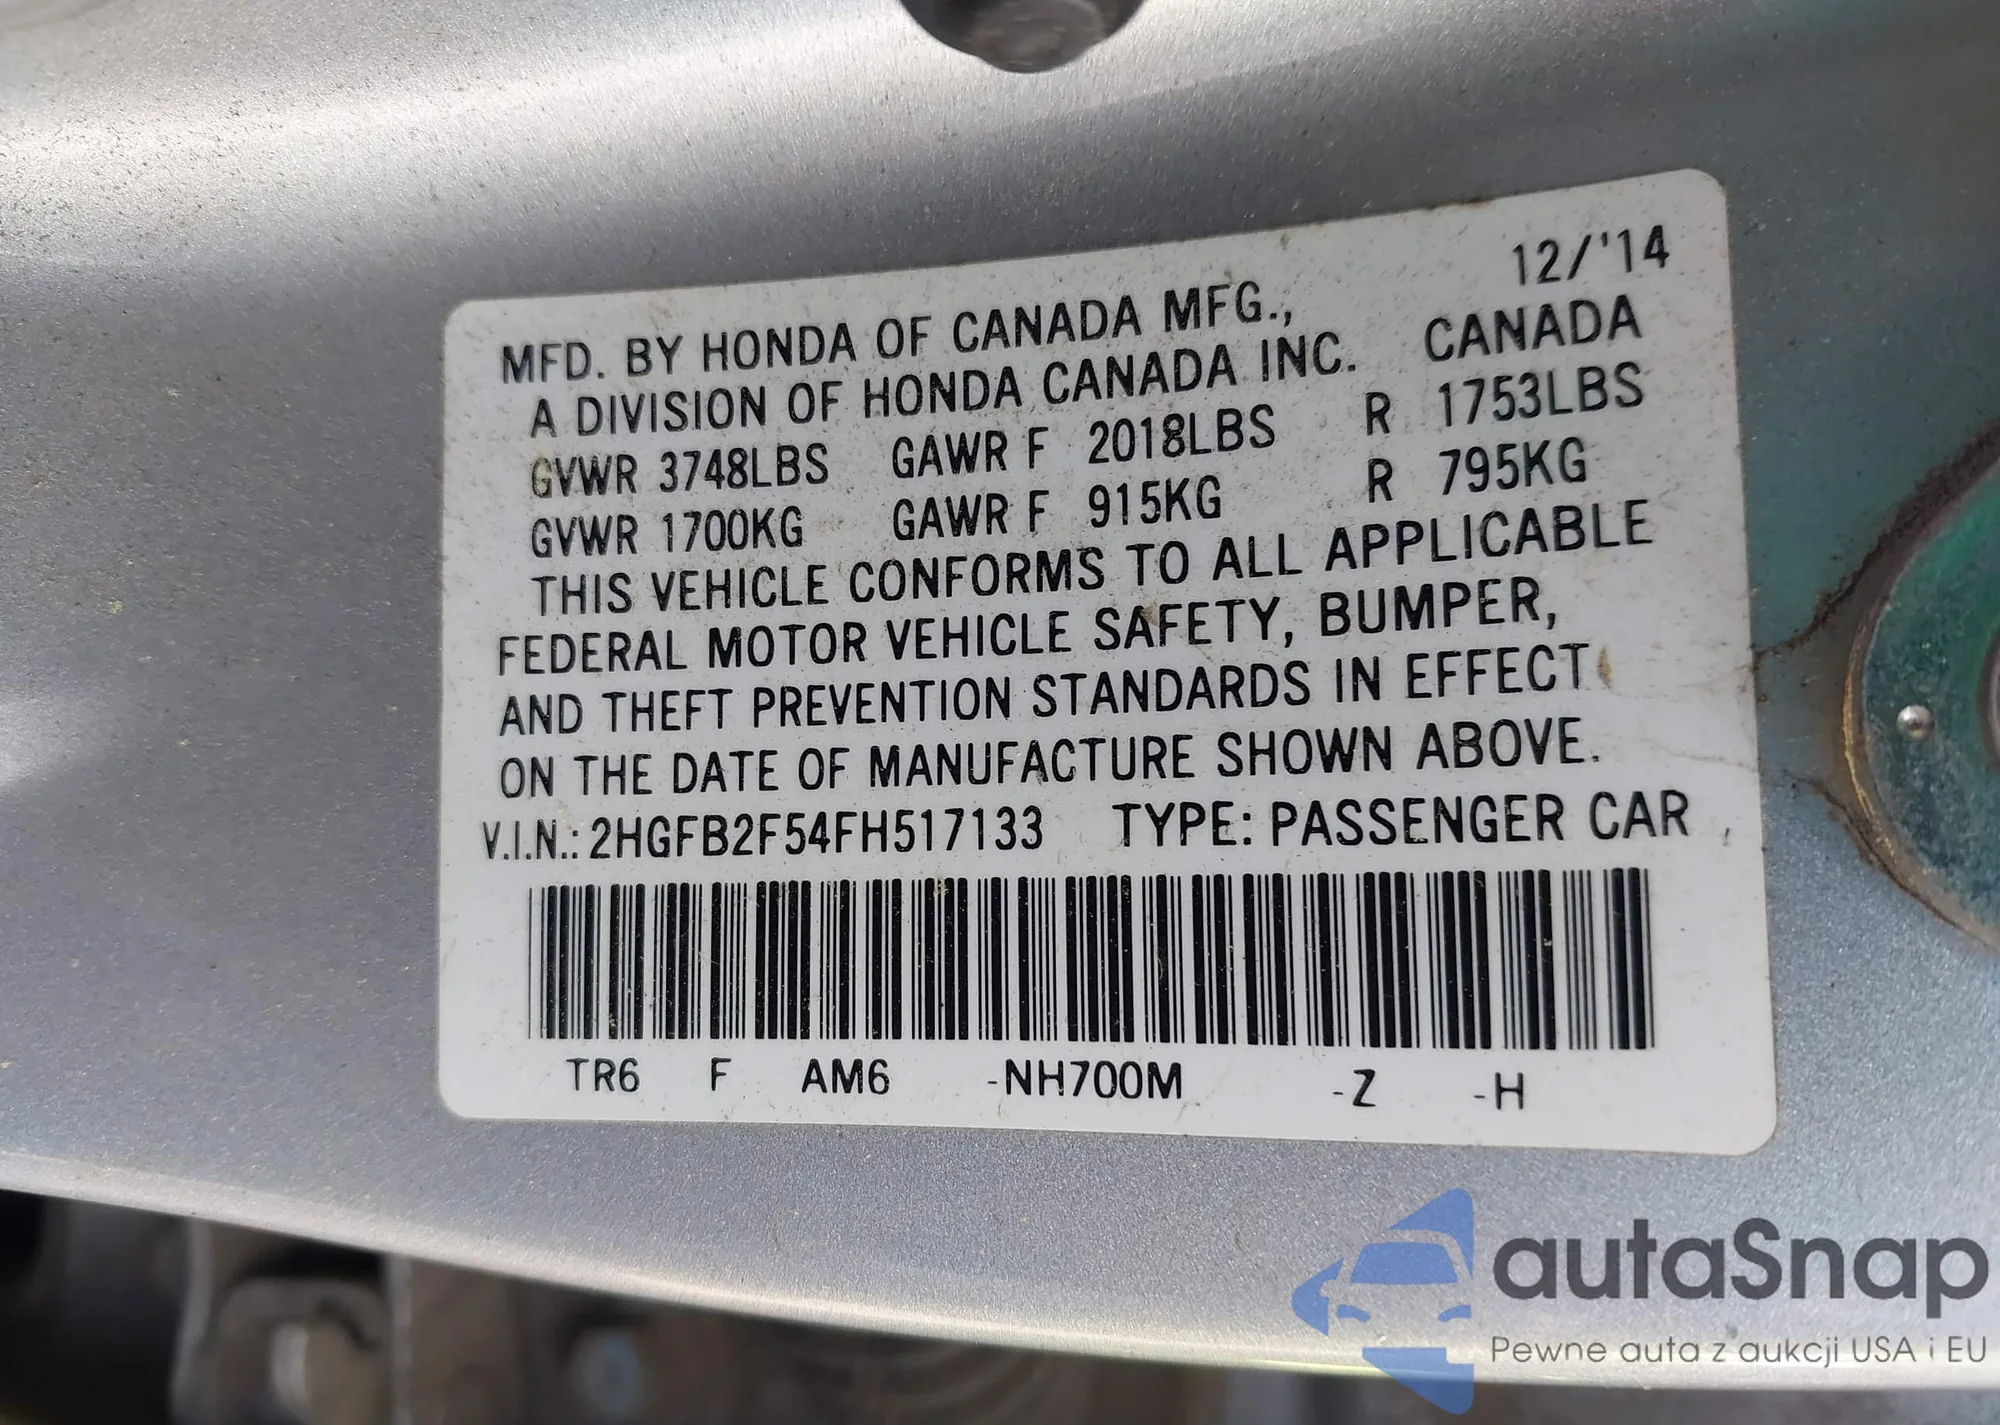 12/'14
MFD. BY HONDA OF CANADA MFG.,
A DIVISION OF HONDA CANADA INC. CANADA
GVWR 3748LBS GAWR F 2018LBS R 1753LBS
GVWR 1700KG GAWR F 915KG R 795KG
THIS VEHICLE CONFORMS TO ALL APPLICABLE
FEDERAL MOTOR VEHICLE SAFETY, BUMPER,
AND THEFT PREVENTION STANDARDS IN EFFECT
ON THE DATE OF MANUFACTURE SHOWN ABOVE.
V.I.N.: 2HGFB2F54FH517133 TYPE: PASSENGER CAR
TR6 F AM6 -NH700M -Z -H
autaSnap
Pewne auta z aukcji USA i EU